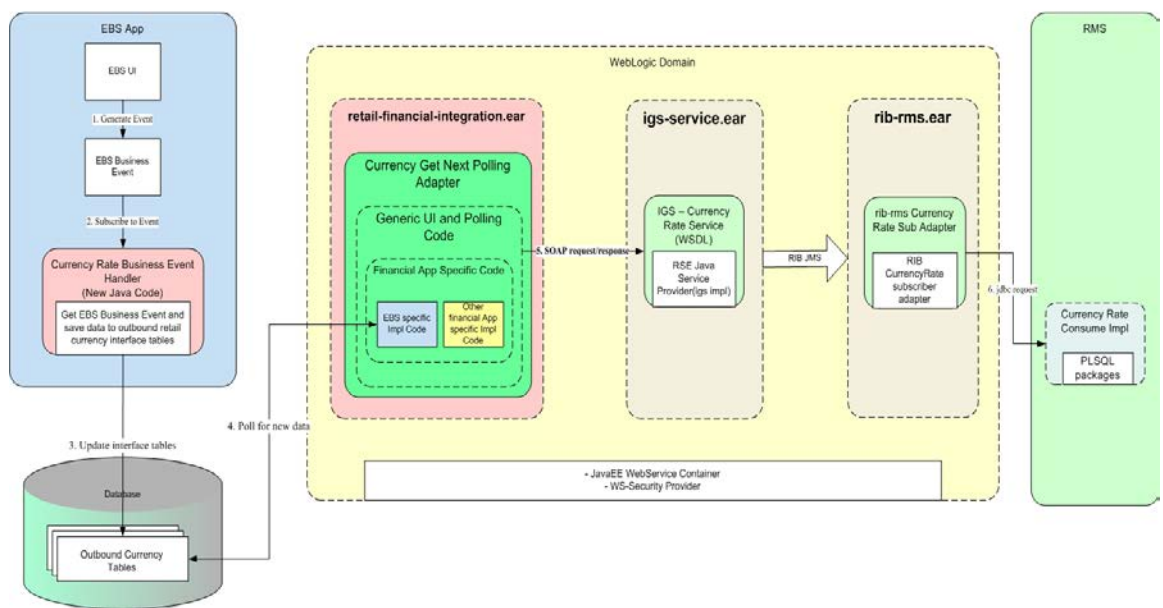 EBS App
EBS UI
1. Generate Event
EBS Business
Event
2. Subscribe to Event
Currency Rate Business Event
Handler
(New Java Code)
Get EBS Business Event and
save data to outbound retail
currency interface tables
3. Update interface tables
Database
Outbound Currency
Tables
4. Poll for new data
WebLogic Domain
retail-financial-integration.ear
Currency Get Next Polling
Adapter
Generic UI and Polling
Code
Financial App Specific Code
EBS specific
Impl Code
Other
financial App
specific Impl
Code
5. SOAP request/response
igs-service.ear
IGS – Currency
Rate Service
(WSDL)
RSE Java
Service
Provider(igs impl)
RIB JMS
rib-rms.ear
rib-rms Currency
Rate Sub Adapter
RIB
CurrencyRate
subscriber
adapter
6. jdbc request
- JavaEE WebService Container
- WS-Security Provider
RMS
Currency Rate
Consume Impl
PLSQL
packages